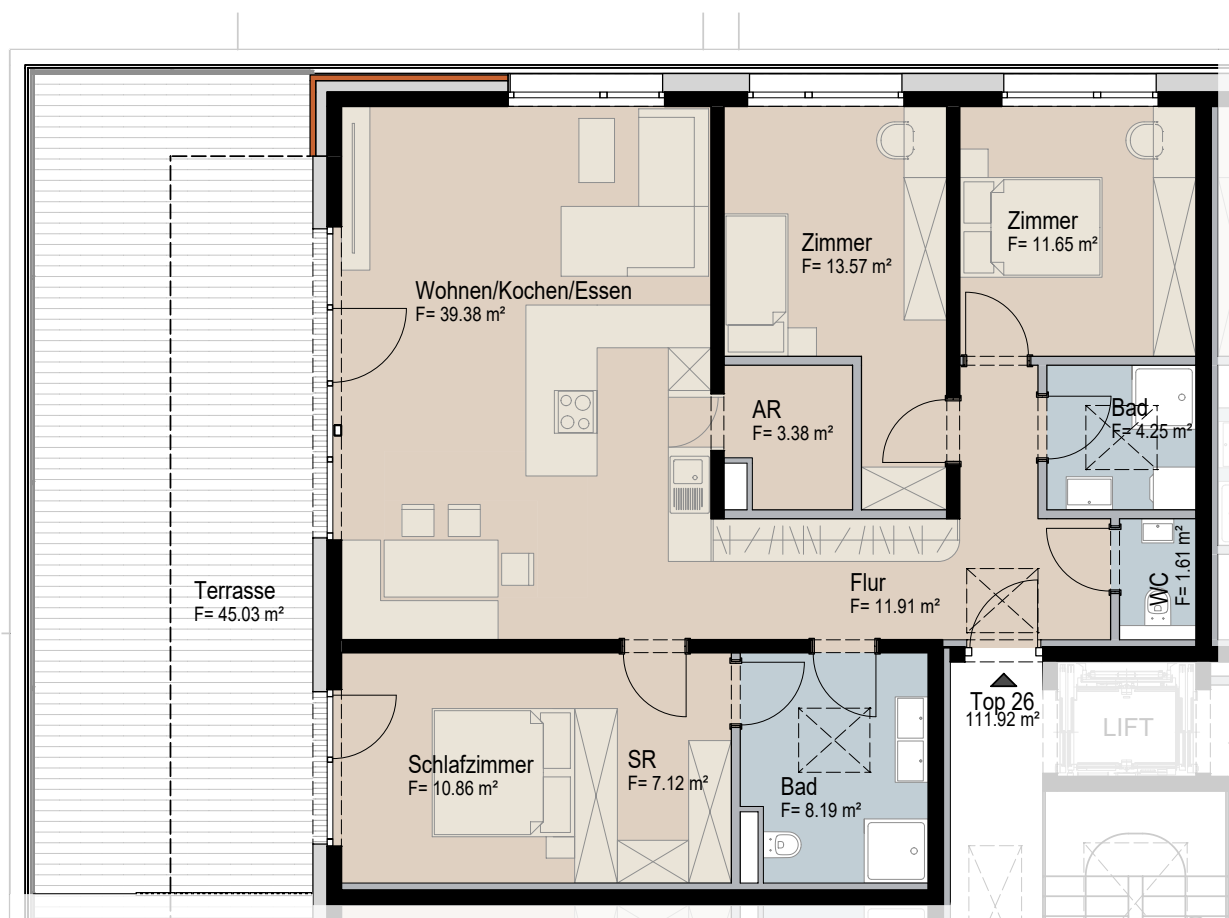 Zimmer
F= 11.65 m²
Zimmer
F= 13.57 m²
Wohnen/Kochen/Essen
F= 39.38 m²
AR
F= 3.38 m²
Bad
F= 4.25 m²
WC
F= 1.61 m²
Terrasse
F= 45.03 m²
Flur
F= 11.91 m²
Top 26
111.92 m²
LIFT
Schlafzimmer
F= 10.86 m²
SR
F= 7.12 m²
Bad
F= 8.19 m²